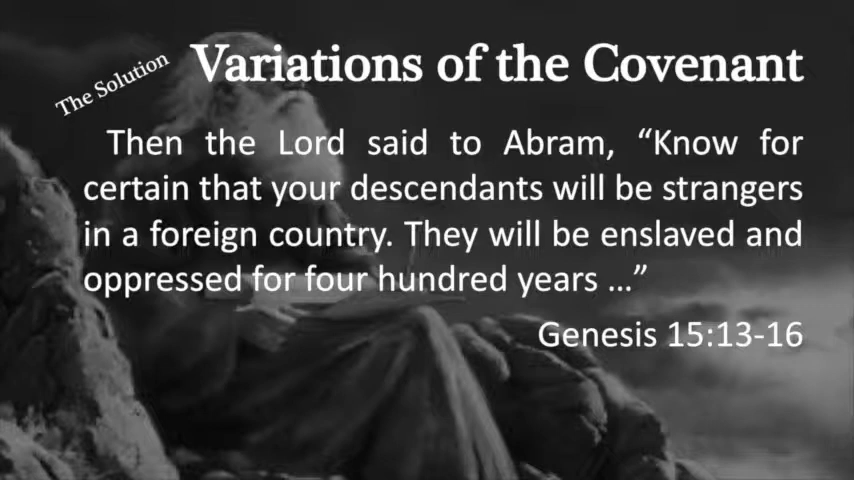 The Solution
Variations of the Covenant
Then the Lord said to Abram, “Know for
certain that your descendants will be strangers
in a foreign country. They will be enslaved and
oppressed for four hundred years ...”
Genesis 15:13-16